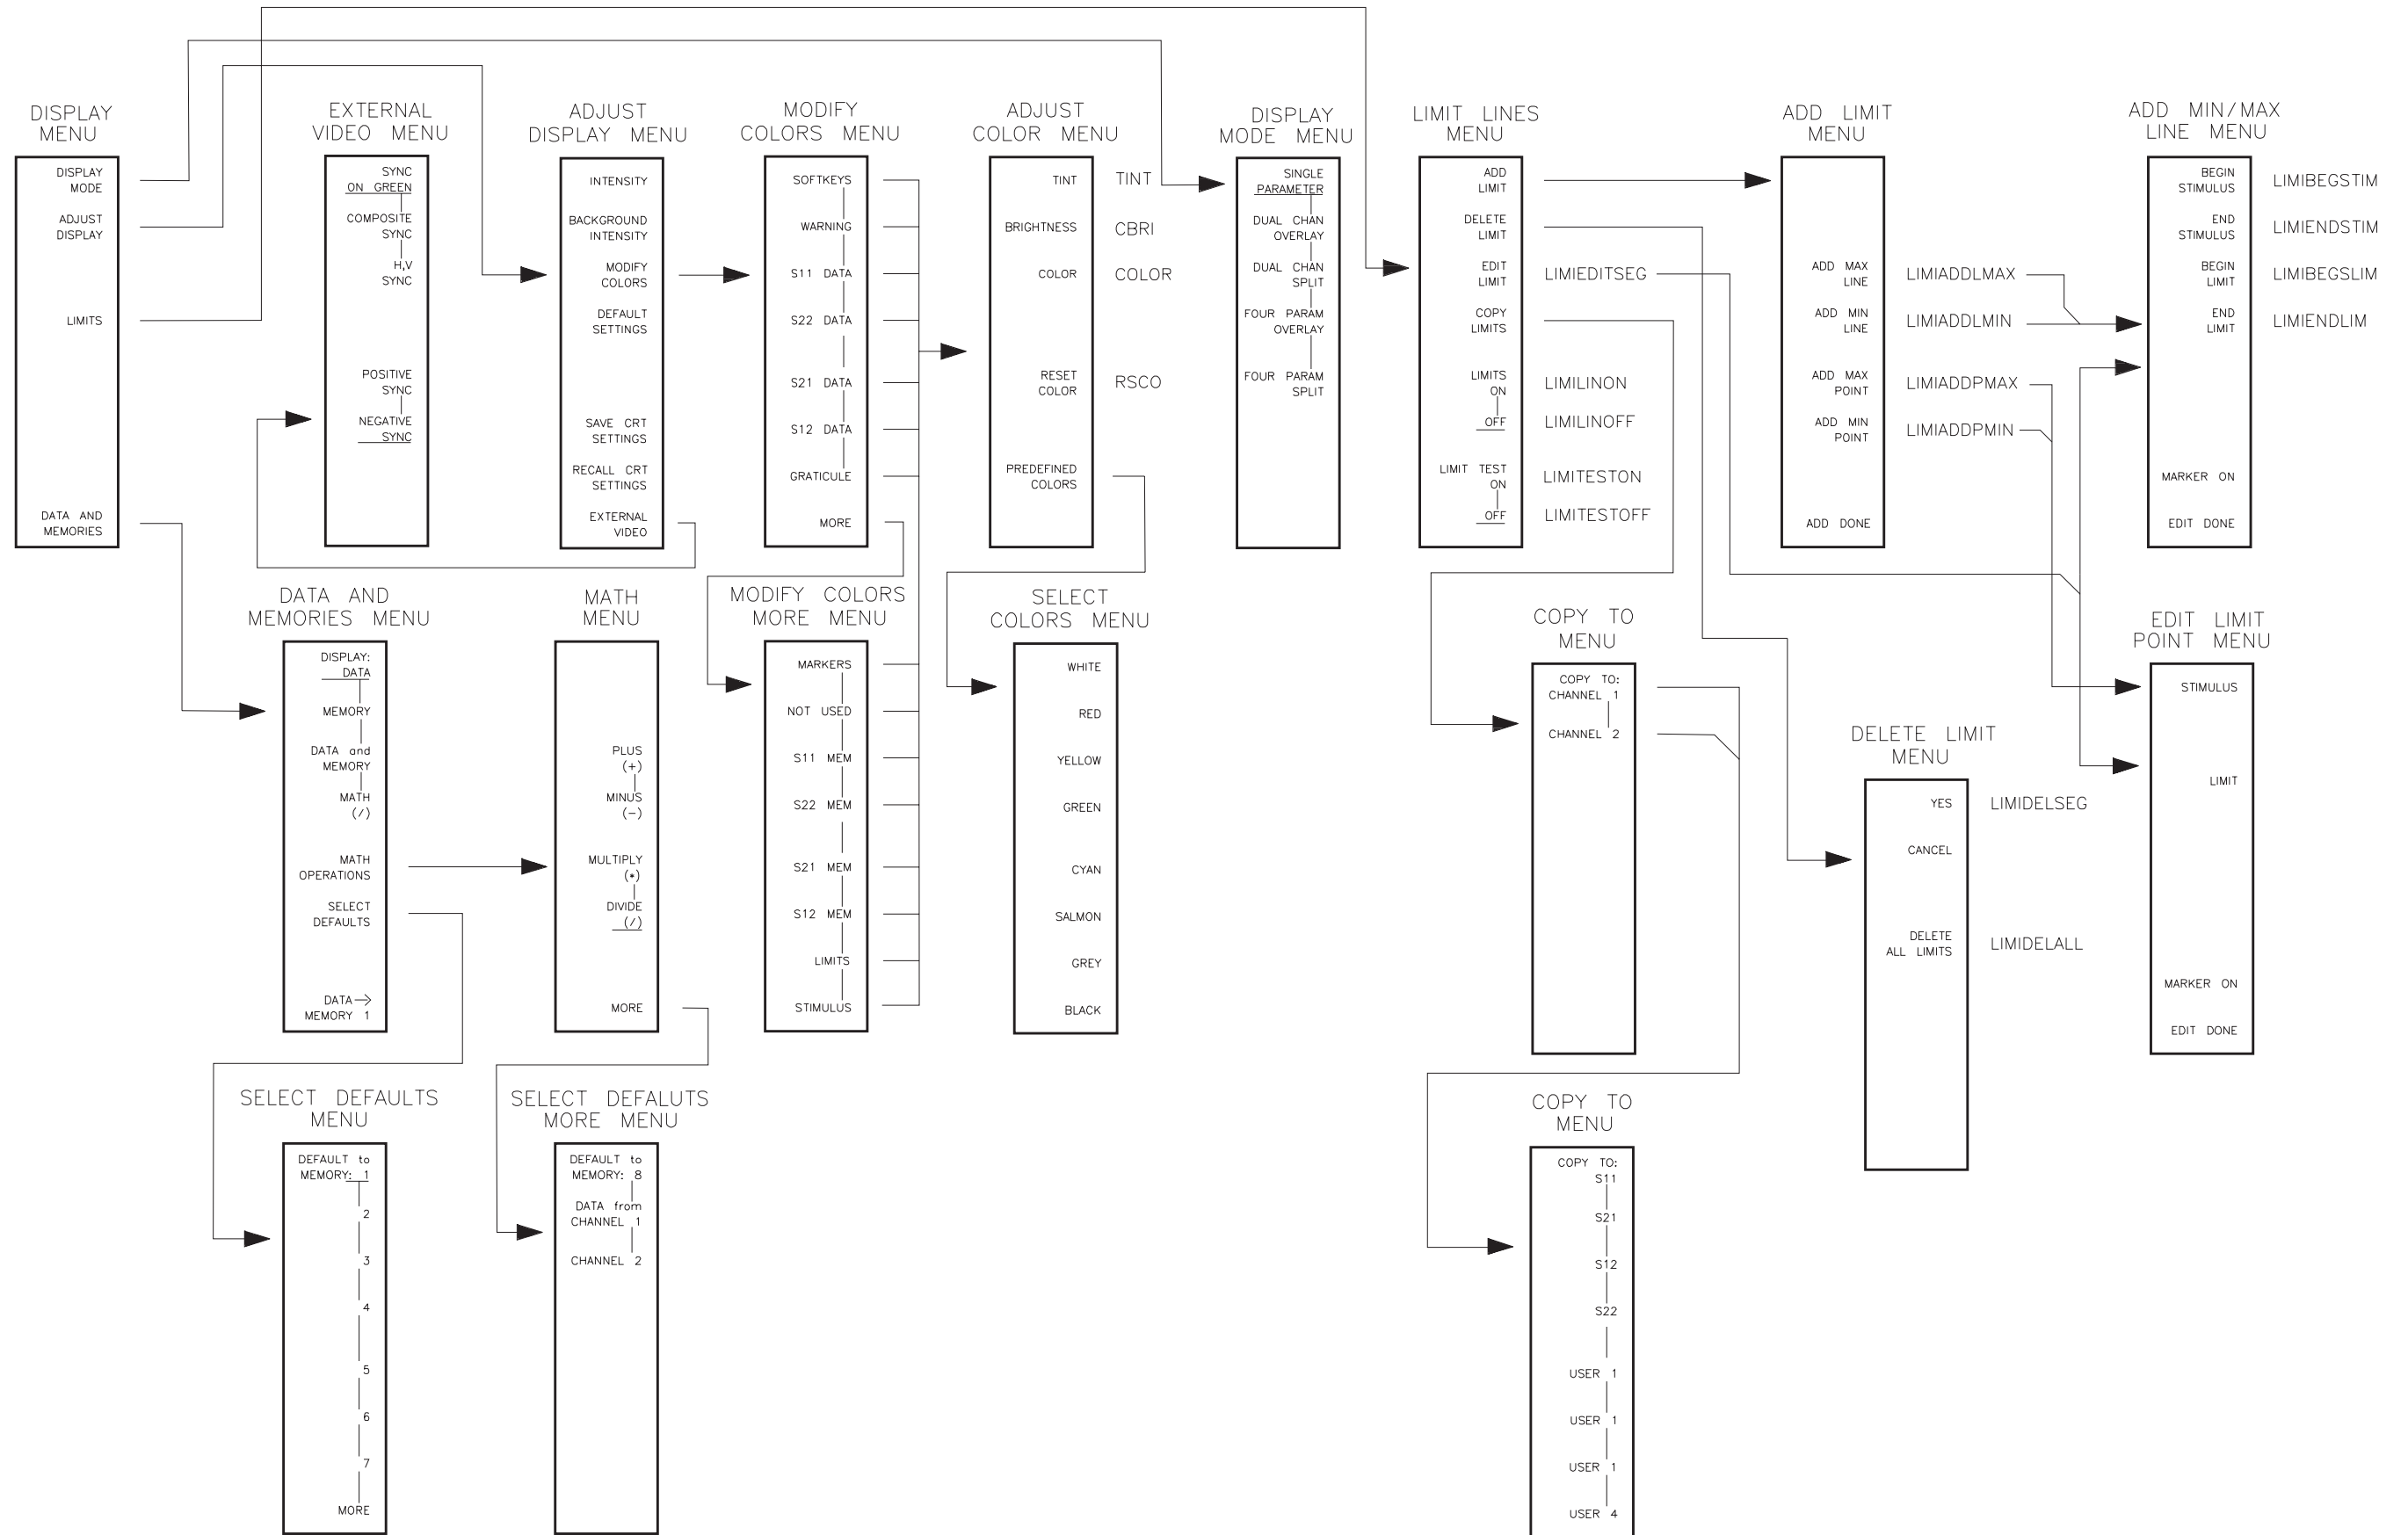 DISPLAY
MENU
DISPLAY
MODE
ADJUST
DISPLAY
LIMITS
DATA AND
MEMORIES
EXTERNAL
VIDEO MENU
SYNC
ON GREEN
COMPOSITE
SYNC
H,V
SYNC
POSITIVE
SYNC
NEGATIVE
SYNC
ADJUST
DISPLAY MENU
INTENSITY
BACKGROUND
INTENSITY
MODIFY
COLORS
DEFAULT
SETTINGS
SAVE CRT
SETTINGS
RECALL CRT
SETTINGS
EXTERNAL
VIDEO
MODIFY
COLORS MENU
SOFTKEYS
WARNING
S11 DATA
S22 DATA
S21 DATA
S12 DATA
GRATICULE
MORE
ADJUST
COLOR MENU
TINT TINT
BRIGHTNESS CBRI
COLOR COLOR
RESET
COLOR RSCO
PREDEFINED
COLORS
DISPLAY
MODE MENU
SINGLE
PARAMETER
DUAL CHAN
OVERLAY
DUAL CHAN
SPLIT
FOUR PARAM
OVERLAY
FOUR PARAM
SPLIT
LIMIT LINES
MENU
ADD
LIMIT
DELETE
LIMIT
EDIT
LIMIT LIMIEDITSEG
COPY
LIMITS
LIMITS
ON LIMILINON
OFF LIMILINOFF
LIMIT TEST
ON LIMITESTON
OFF LIMITESTOFF
ADD LIMIT
MENU
ADD MAX
LINE LIMIADDLMAX
ADD MIN
LINE LIMIADDLMIN
ADD MAX
POINT LIMIADDPMAX
ADD MIN
POINT LIMIADDPMIN
ADD DONE
ADD MIN/MAX
LINE MENU
BEGIN
STIMULUS LIMIBEGSTIM
END
STIMULUS LIMIENDSTIM
BEGIN
LIMIT LIMIBEGSLIM
END
LIMIT LIMIENDLIM
MARKER ON
EDIT DONE
DATA AND
MEMORIES MENU
DISPLAY:
DATA
MEMORY
DATA and
MEMORY
MATH
(/)
MATH
OPERATIONS
SELECT
DEFAULTS
DATA→
MEMORY 1
MATH
MENU
PLUS
(+)
MINUS
(-)
MULTIPLY
(*)
DIVIDE
(/)
MORE
MODIFY COLORS
MORE MENU
MARKERS
NOT USED
S11 MEM
S22 MEM
S21 MEM
S12 MEM
LIMITS
STIMULUS
SELECT
COLORS MENU
WHITE
RED
YELLOW
GREEN
CYAN
SALMON
GREY
BLACK
COPY TO
MENU
COPY TO:
CHANNEL 1
CHANNEL 2
DELETE LIMIT
MENU
YES LIMIDELSEG
CANCEL
DELETE
ALL LIMITS LIMIDELALL
EDIT LIMIT
POINT MENU
STIMULUS
LIMIT
MARKER ON
EDIT DONE
SELECT DEFAULTS
MENU
DEFAULT to
MEMORY: 1
2
3
4
5
6
7
MORE
SELECT DEFALUTS
MORE MENU
DEFAULT to
MEMORY: 8
DATA from
CHANNEL 1
CHANNEL 2
COPY TO
MENU
COPY TO:
S11
S21
S12
S22
USER 1
USER 1
USER 1
USER 4